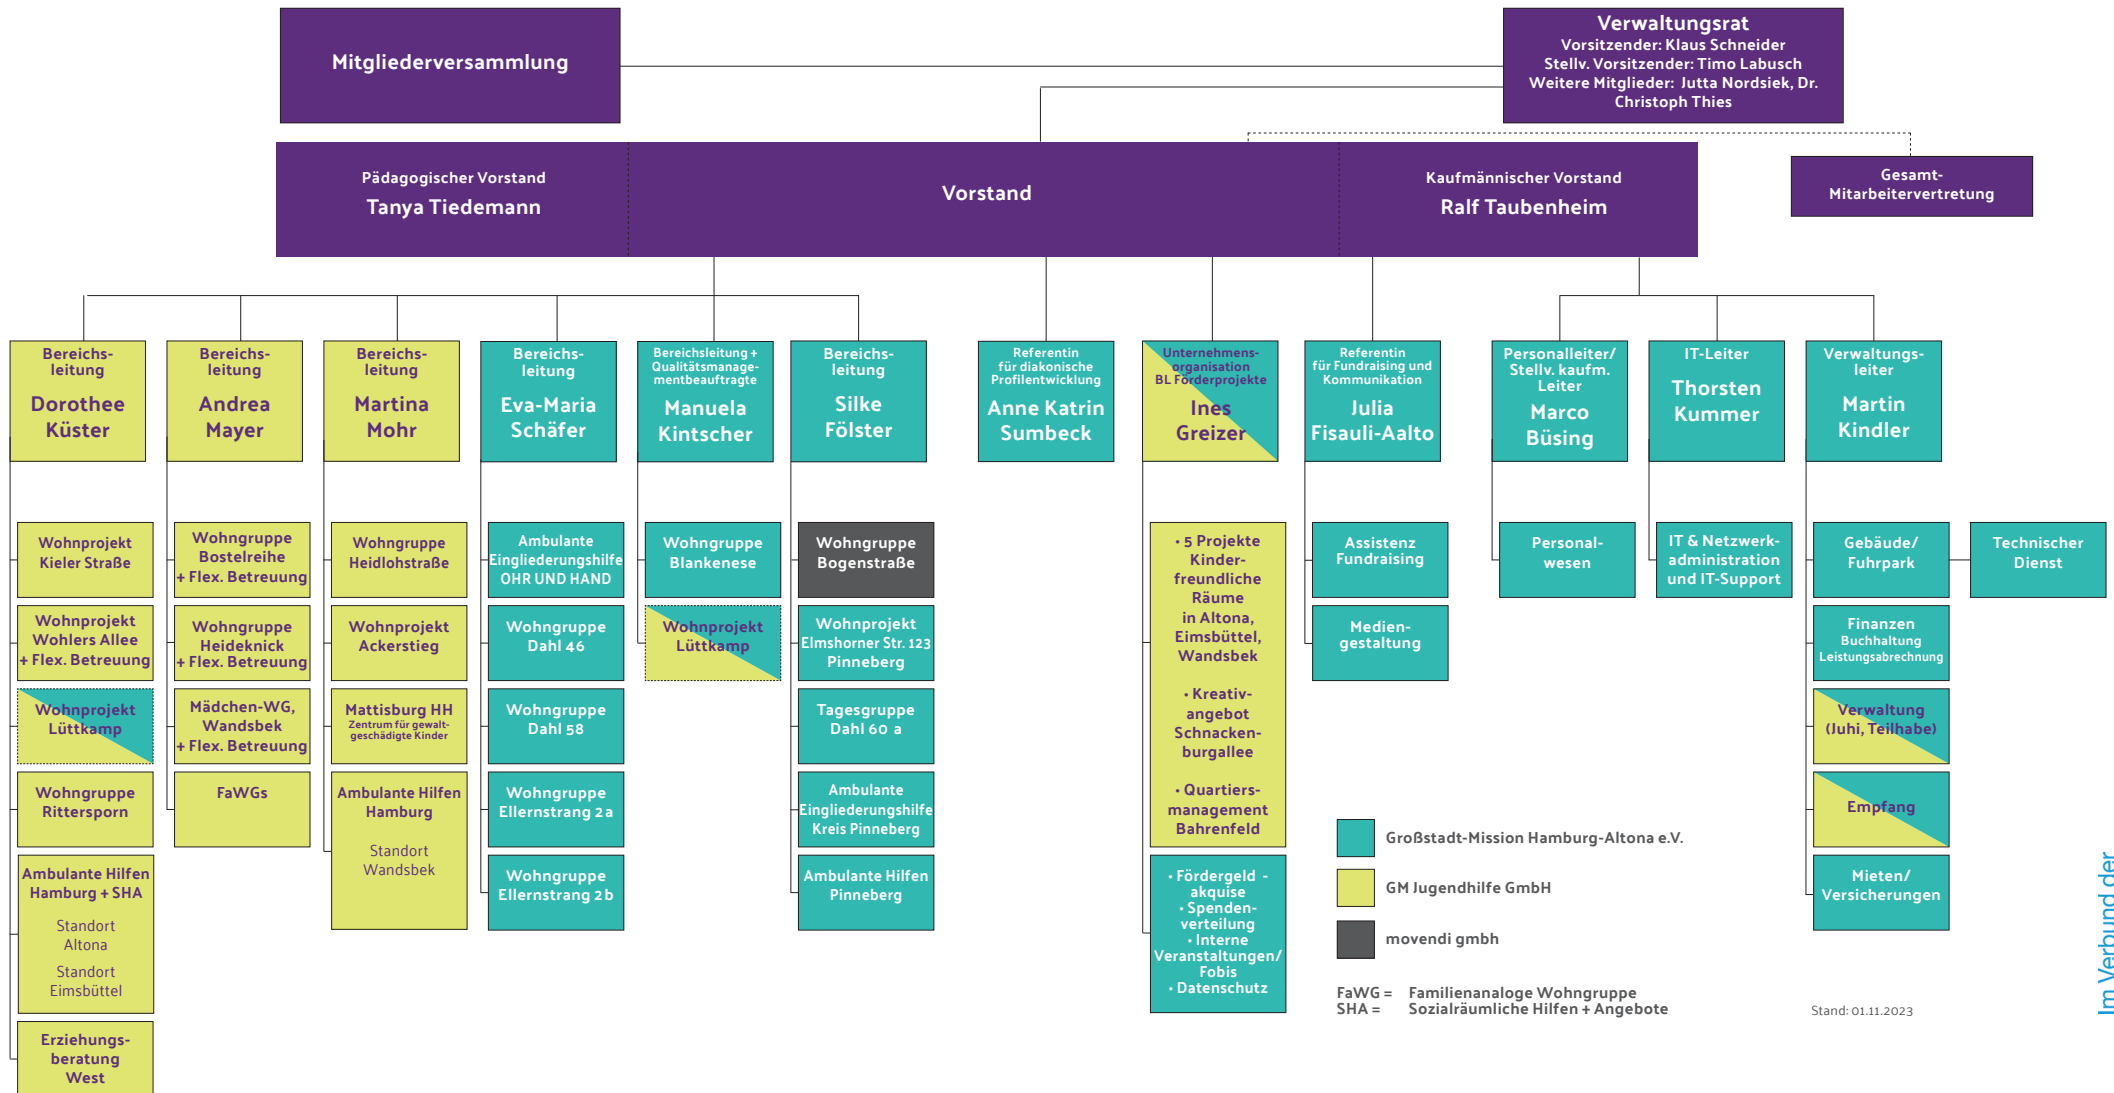 Mitgliederversammlung
Verwaltungsrat
Vorsitzender: Klaus Schneider
Stellv. Vorsitzender: Timo Labusch
Weitere Mitglieder: Jutta Nordsiek, Dr.
Christoph Thies
Pädagogischer Vorstand
Tanya Tiedemann
Vorstand
Kaufmännischer Vorstand
Ralf Taubenheim
Gesamt-
Mitarbeitervertretung
Bereichs-
leitung
Dorothee
Küster
Bereichs-
leitung
Andrea
Mayer
Bereichs-
leitung
Martina
Mohr
Bereichs-
leitung
Eva-Maria
Schäfer
Bereichsleitung +
Qualitätsmanage-
mentbeauftragte
Manuela
Kintscher
Bereichs-
leitung
Silke
Fölster
Referentin
für diakonische
Profilentwicklung
Anne Katrin
Sumbeck
Unternehmens-
organisation
BL Förderprojekte
Ines
Greizer
Referentin
für Fundraising und
Kommunikation
Julia
Fisauli-Aalto
Personalleiter/
Stellv. kaufm.
Leiter
Marco
Büsing
IT-Leiter
Thorsten
Kummer
Verwaltungs-
leiter
Martin
Kindler
Wohnprojekt
Kieler Straße
Wohnprojekt
Wohlers Allee
+ Flex. Betreuung
Wohnprojekt
Lüttkamp
Wohngruppe
Rittersporn
Ambulante Hilfen
Hamburg + SHA
Standort
Altona
Standort
Eimsbüttel
Erziehungs-
beratung
West
Wohngruppe
Bostelreihe
+ Flex. Betreuung
Wohngruppe
Heideknick
+ Flex. Betreuung
Mädchen-WG,
Wandsbek
+ Flex. Betreuung
FaWGs
Wohngruppe
Heidlohstraße
Wohnprojekt
Ackerstieg
Mattisburg HH
Zentrum für gewalt-
geschädigte Kinder
Ambulante Hilfen
Hamburg
Standort
Wandsbek
Ambulante
Eingliederungshilfe
OHR UND HAND
Wohngruppe
Dahl 46
Wohngruppe
Dahl 58
Wohngruppe
Ellernstrang 2 a
Wohngruppe
Ellernstrang 2 b
Wohngruppe
Blankenese
Wohnprojekt
Lüttkamp
Wohngruppe
Bogenstraße
Wohnprojekt
Elmshorner Str. 123
Pinneberg
Tagesgruppe
Dahl 60 a
Ambulante
Eingliederungshilfe
Kreis Pinneberg
Ambulante Hilfen
Pinneberg
• 5 Projekte
Kinder-
freundliche
Räume
in Altona,
Eimsbüttel,
Wandsbek
• Kreativ-
angebot
Schnacken-
burgallee
• Quartiers-
management
Bahrenfeld
• Fördergeld -
akquise
• Spenden-
verteilung
• Interne
Veranstaltungen/
Fobis
• Datenschutz
Assistenz
Fundraising
Medien-
gestaltung
Personal-
wesen
IT & Netzwerk-
administration
und IT-Support
Gebäude/
Fuhrpark
Technischer
Dienst
Finanzen
Buchhaltung
Leistungsabrechnung
Verwaltung
(Juhi, Teilhabe)
Empfang
Mieten/
Versicherungen
Großstadt-Mission Hamburg-Altona e.V.
GM Jugendhilfe GmbH
movendi gmbh
FaWG = Familienanaloge Wohngruppe
SHA = Sozialräumliche Hilfen + Angebote
Stand: 01.11.2023
Im Verbund der